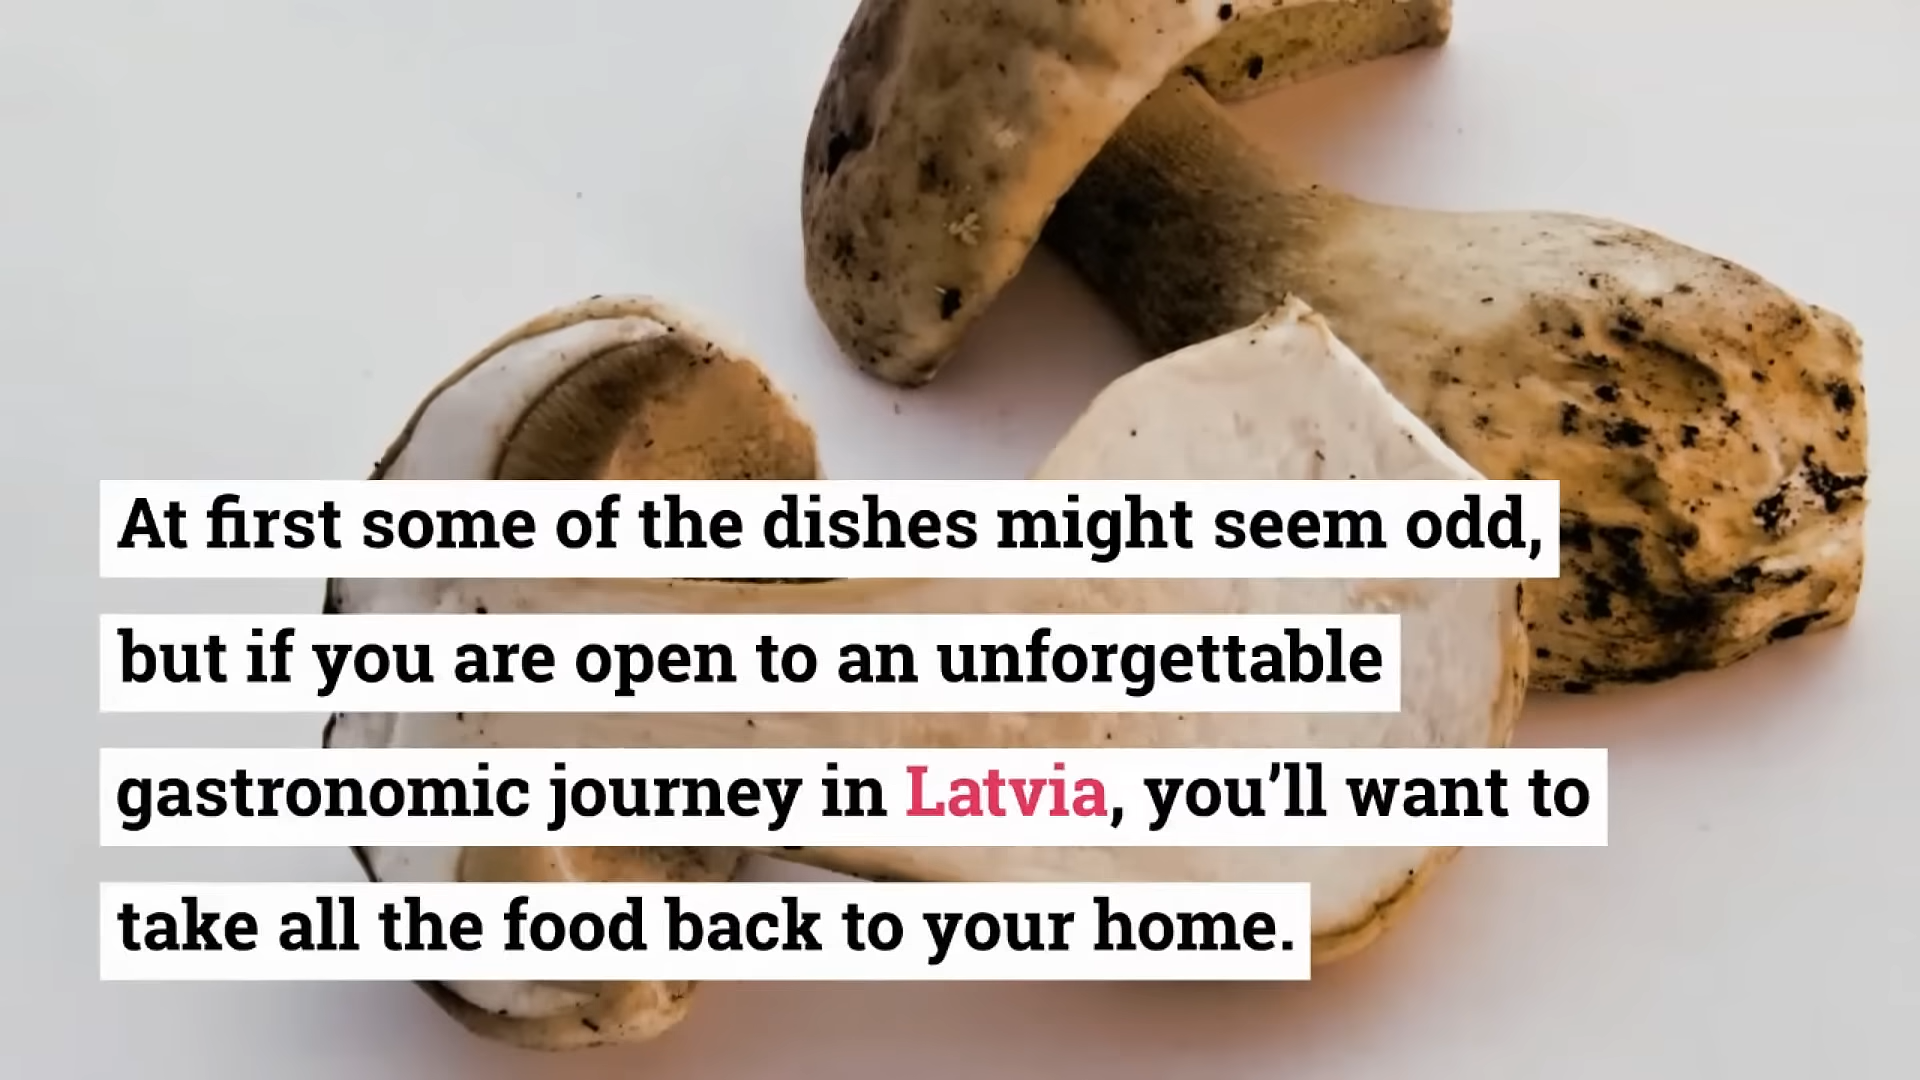 At first some of the dishes might seem odd,
but if you are open to an unforgettable
gastronomic journey in Latvia, you’ll want to
take all the food back to your home.